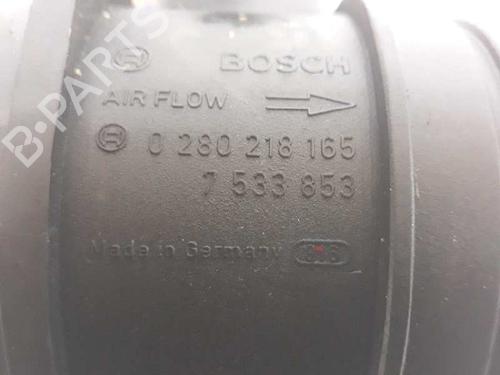 BOSCH
AIR FLOW
0 280 218 165
7 533 853
Made in Germany
B-PARTS